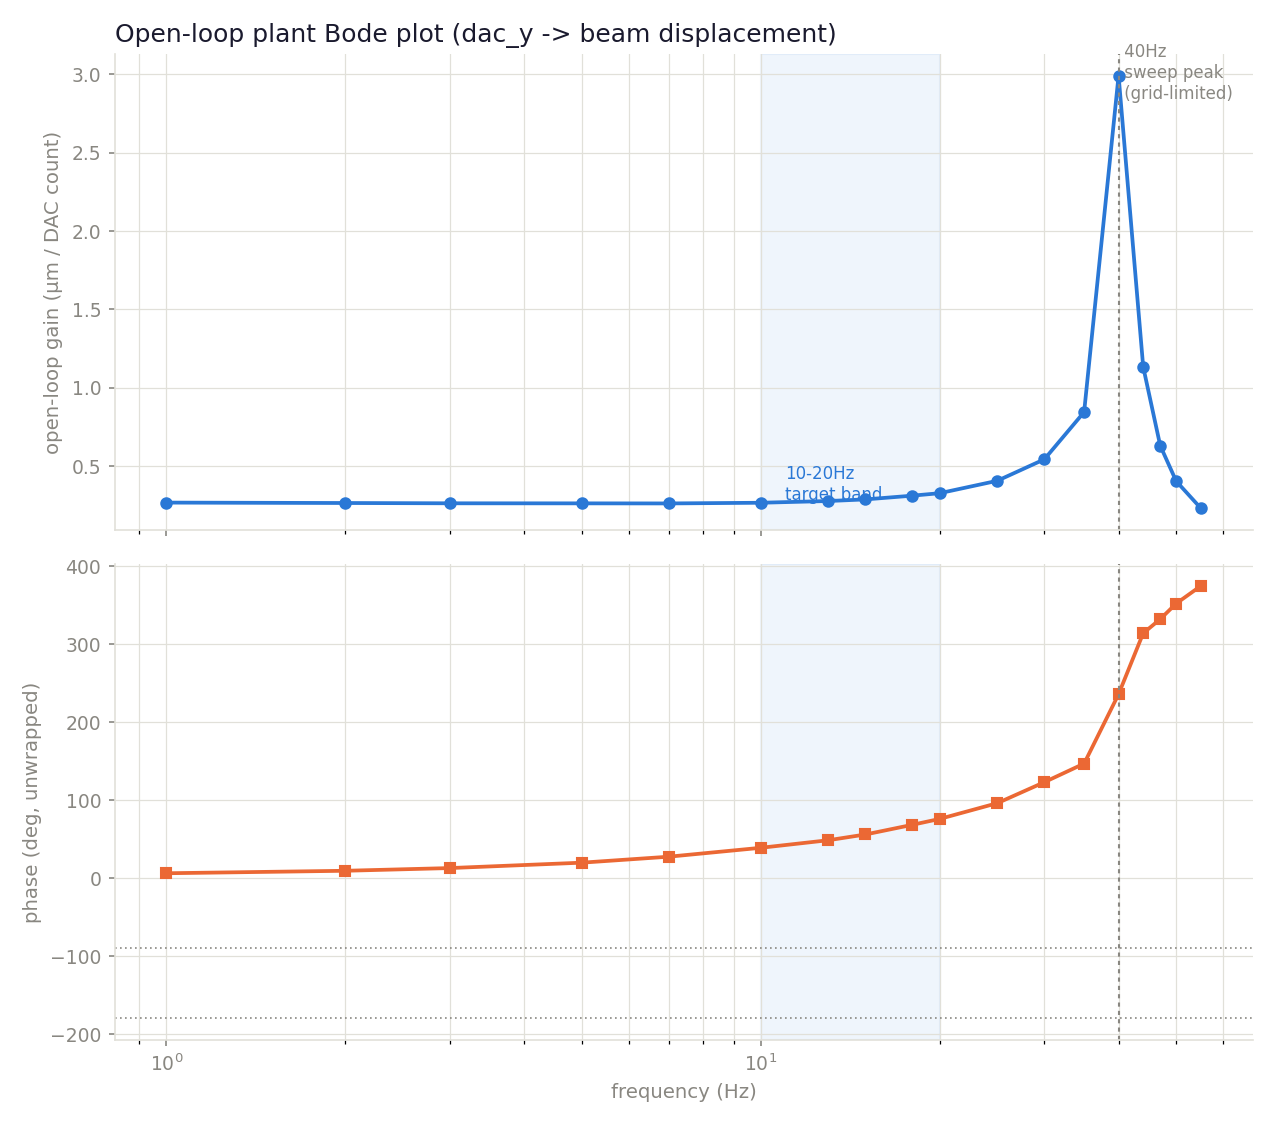 Open-loop plant Bode plot (dac_y -> beam displacement)
40Hz
sweep peak
(grid-limited)
3.0
2.5
2.0
1.5
1.0
0.5
open-loop gain (µm / DAC count)
10-20Hz
target band
400
300
200
100
0
−100
−200
phase (deg, unwrapped)
10⁰
10¹
frequency (Hz)